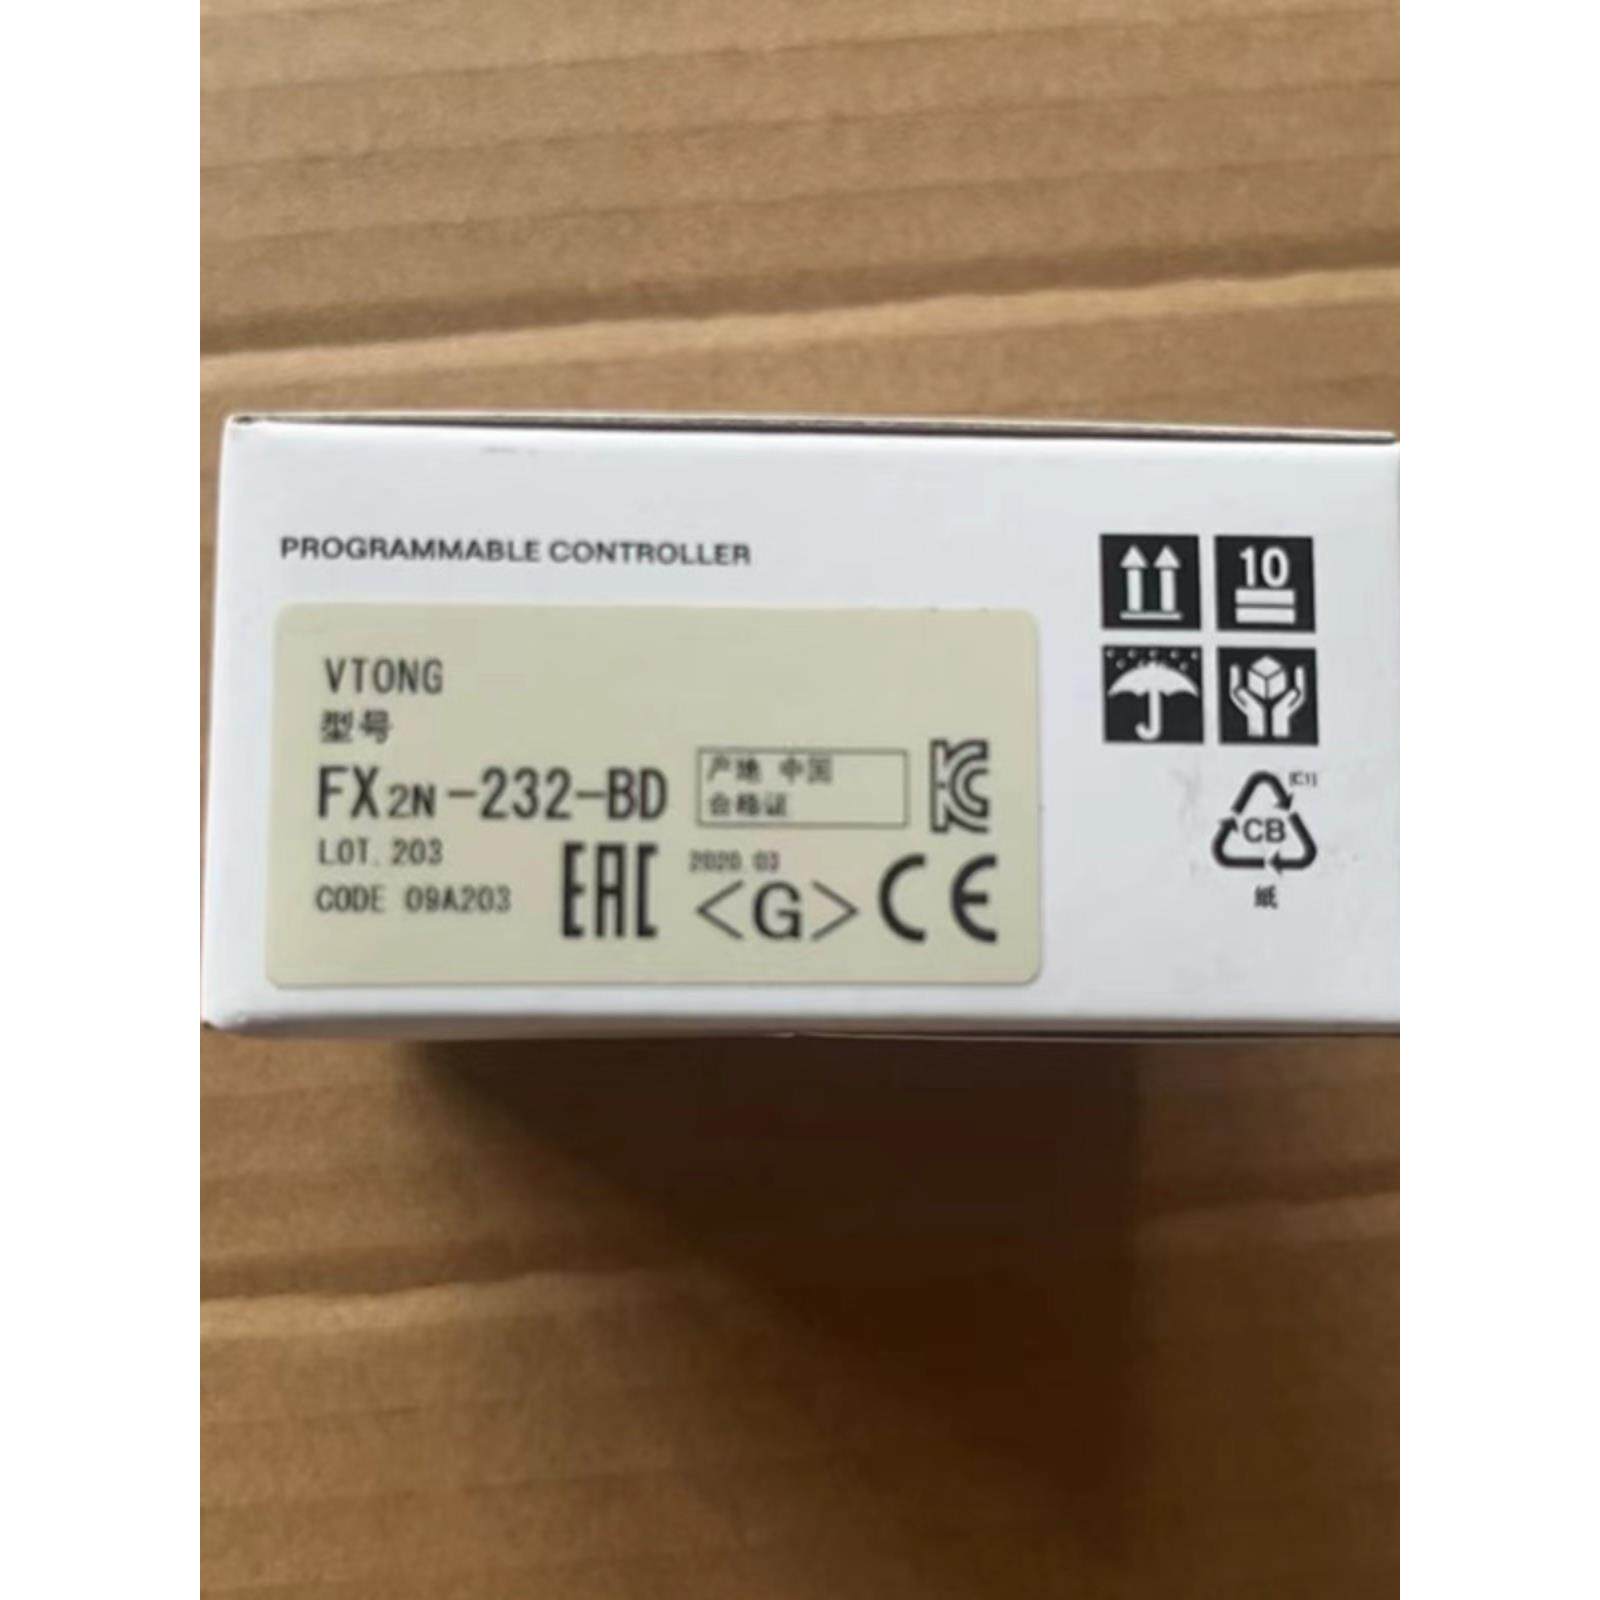 PROGRAMMABLE CONTROLLER
VTONG
型号
FX2N-232-BD
产地 中国
合格证
LOT. 203
2020.03
CODE 09A203
EAC
<G>
CE
10
CB
纸